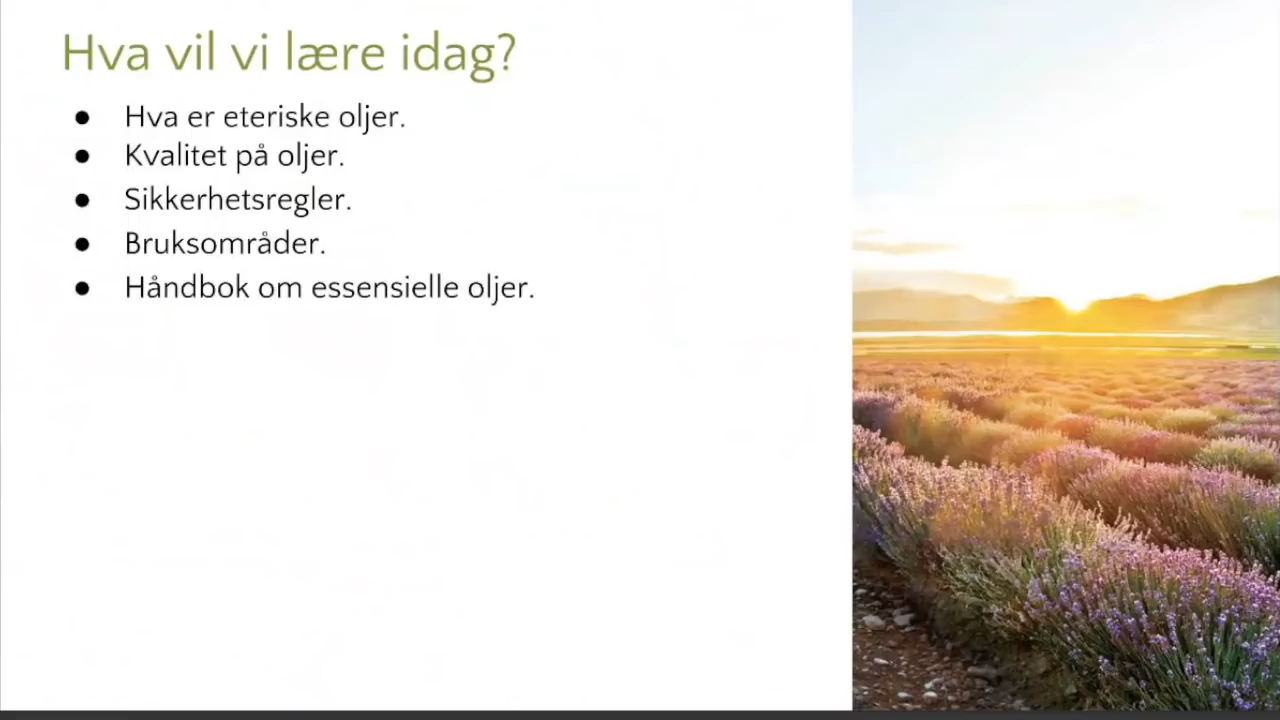 Hva vil vi lære idag?
● Hva er eteriske oljer.
● Kvalitet på oljer.
● Sikkerhetsregler.
● Bruksområder.
● Håndbok om essensielle oljer.